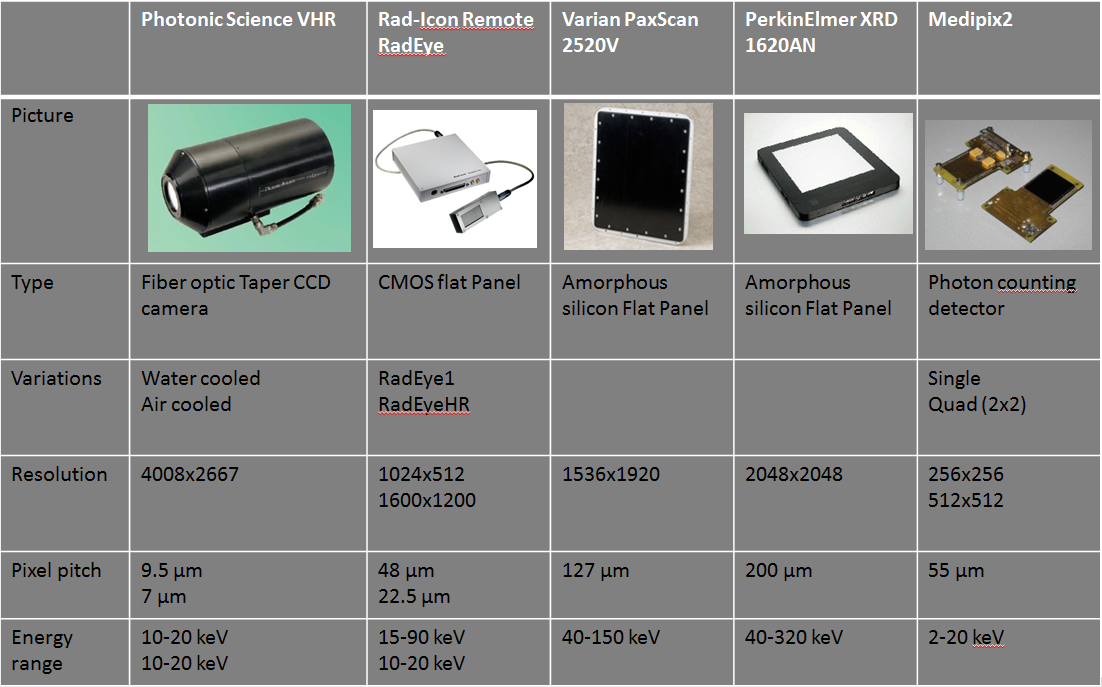 Photonic Science VHR
Rad-Icon Remote
RadEye
Varian PaxScan
2520V
PerkinElmer XRD
1620AN
Medipix2
Picture
Type
Fiber optic Taper CCD
camera
CMOS flat Panel
Amorphous
silicon Flat Panel
Amorphous
silicon Flat Panel
Photon counting
detector
Variations
Water cooled
Air cooled
RadEye1
RadEyeHR
Single
Quad (2x2)
Resolution
4008x2667
1024x512
1600x1200
1536x1920
2048x2048
256x256
512x512
Pixel pitch
9.5 µm
7 µm
48 µm
22.5 µm
127 µm
200 µm
55 µm
Energy
range
10-20 keV
10-20 keV
15-90 keV
10-20 keV
40-150 keV
40-320 keV
2-20 keV